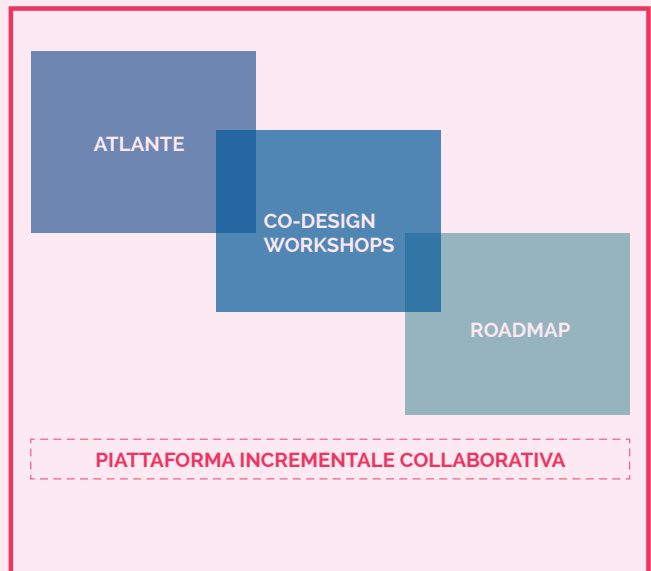 ATLANTE
CO-DESIGN
WORKSHOPS
ROADMAP
PIATTAFORMA INCREMENTALE COLLABORATIVA